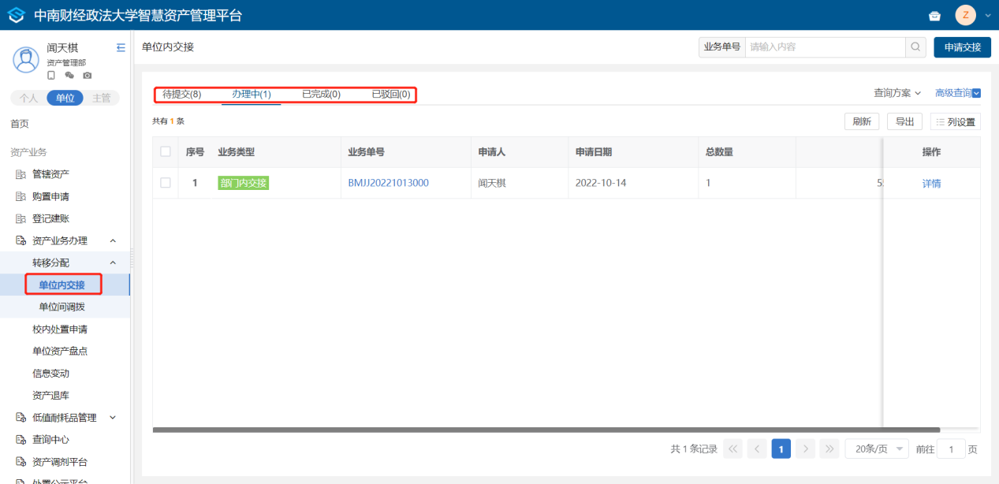 中南财经政法大学智慧资产管理平台
Z
闻天棋
资产管理部
个人 单位 主管
首页
资产业务
管辖资产
购置申请
登记建账
资产业务办理
转移分配
单位内交接
单位间调拨
校内处置申请
单位资产盘点
信息变动
资产退库
低值耐耗品管理
查询中心
资产调剂平台
处置公示平台
单位内交接
业务单号 请输入内容
申请交接
待提交(8) 办理中(1) 已完成(0) 已驳回(0)
查询方案 高级查询
共有 1 条
刷新 导出 列设置
序号 业务类型 业务单号 申请人 申请日期 总数量 操作
1 部门内交接 BMJJ20221013000 闻天棋 2022-10-14 1 详情
共 1 条记录 1 20条/页 前往 1 页